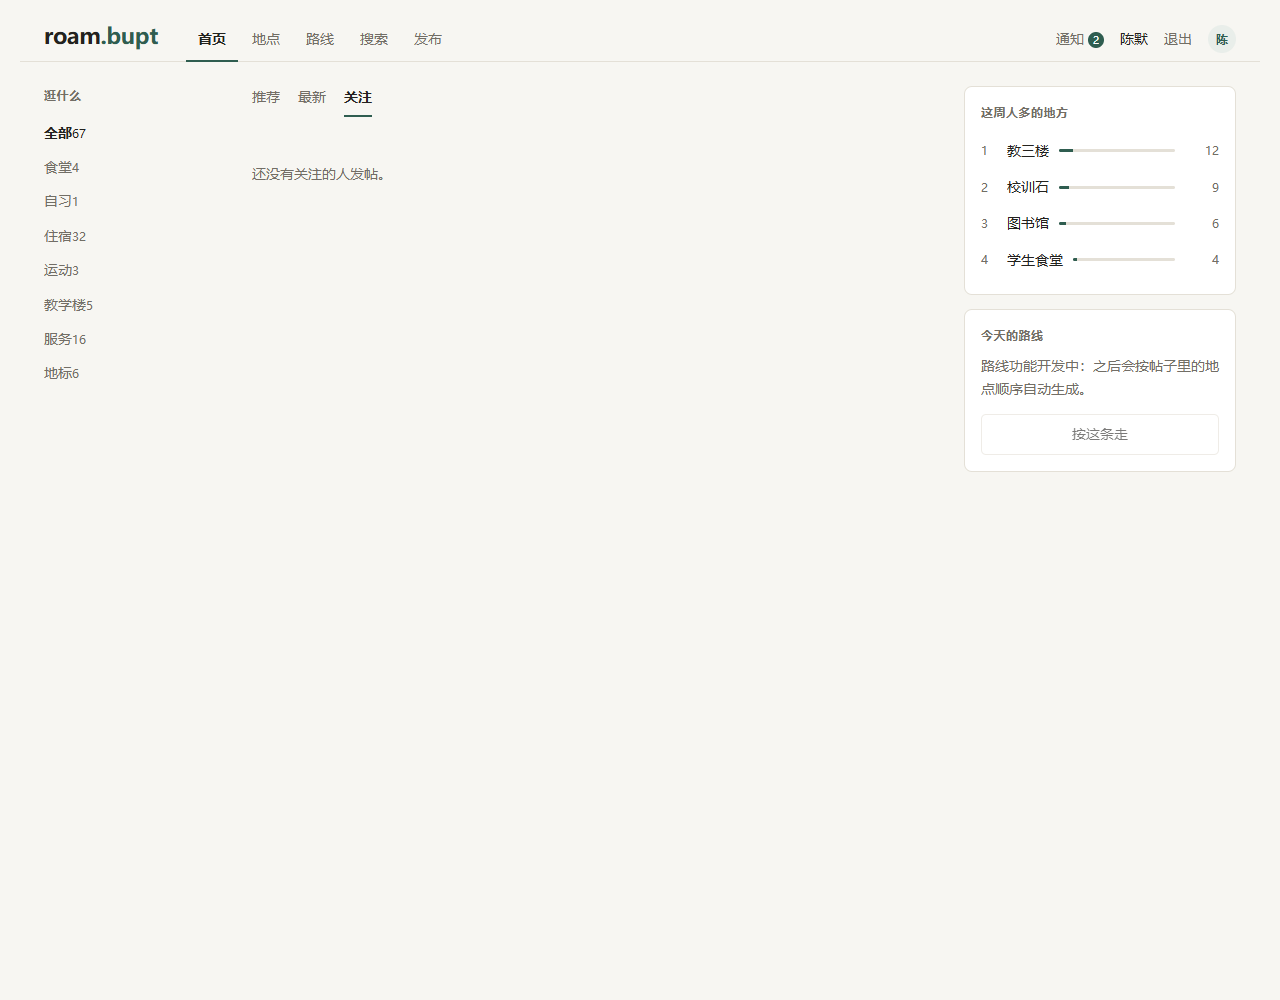 roam.bupt 首页 地点 路线 搜索 发布 通知 2 陈默 退出 陈
逛什么
全部67
食堂4
自习1
住宿32
运动3
教学楼5
服务16
地标6
推荐 最新 关注
还没有关注的人发帖。
这周人多的地方
1 教三楼 12
2 校训石 9
3 图书馆 6
4 学生食堂 4
今天的路线
路线功能开发中：之后会按帖子里的地
点顺序自动生成。
按这条走